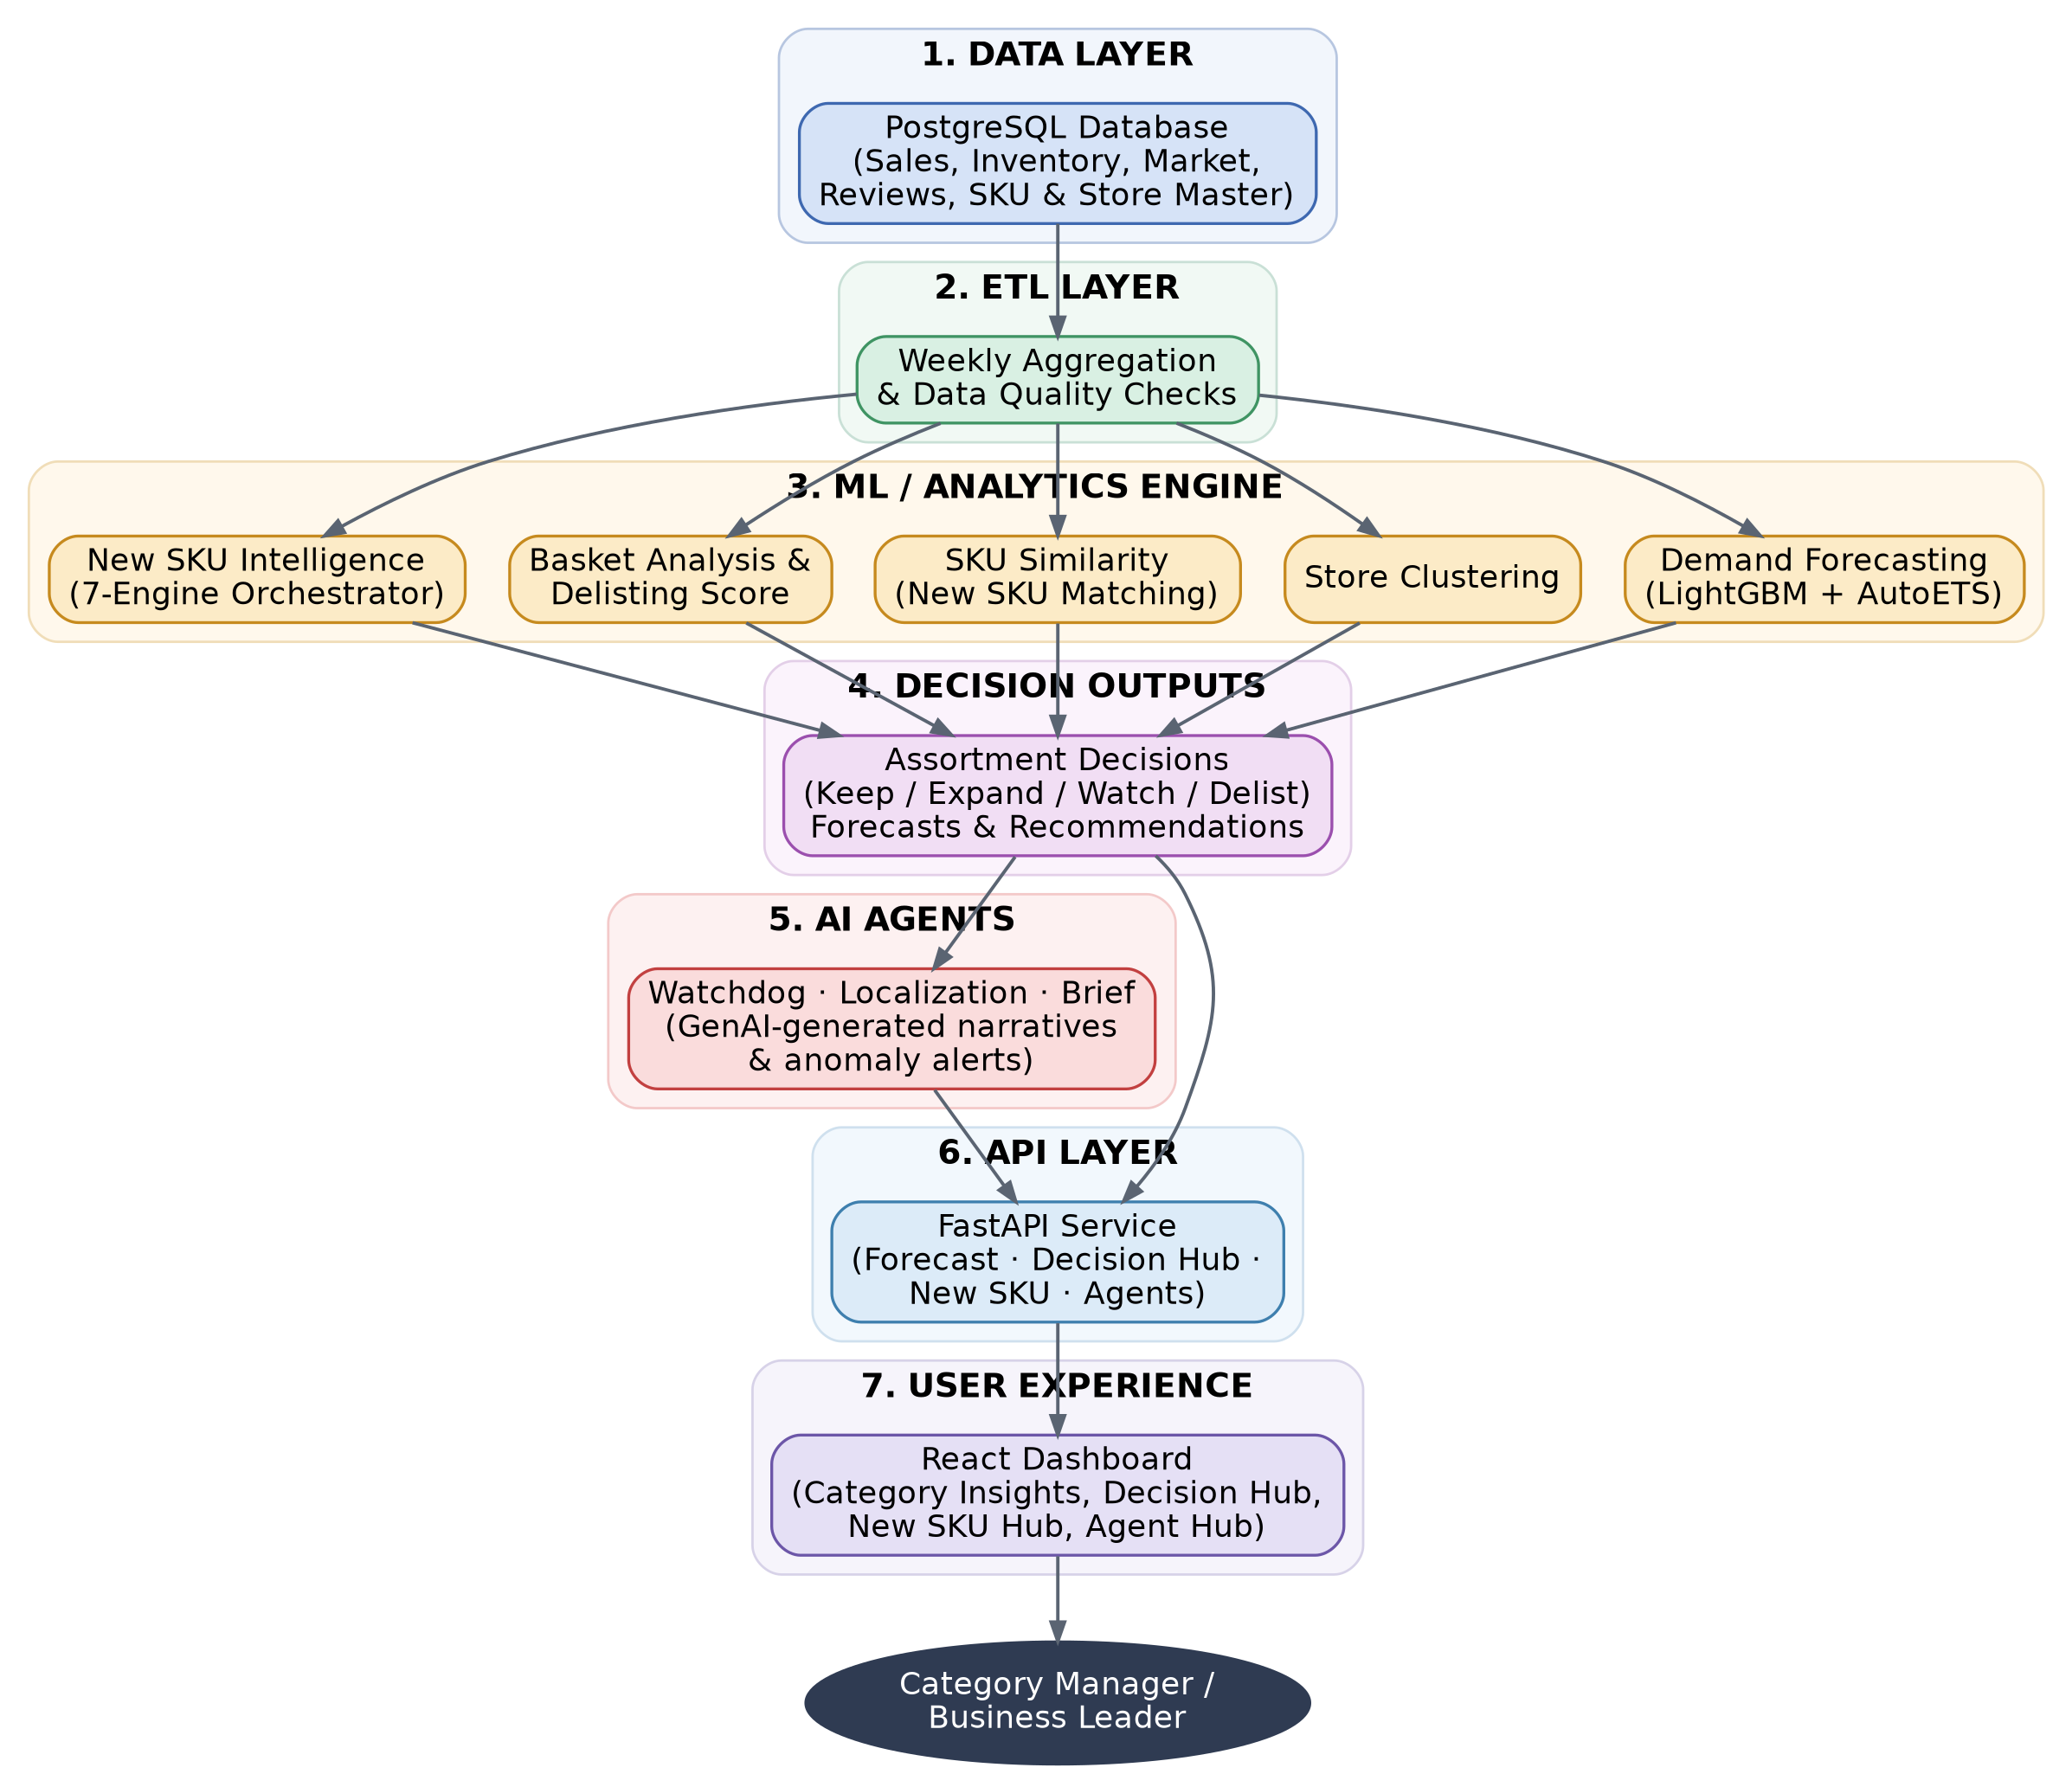 1. DATA LAYER
PostgreSQL Database
(Sales, Inventory, Market,
Reviews, SKU & Store Master)
2. ETL LAYER
Weekly Aggregation
& Data Quality Checks
3. ML / ANALYTICS ENGINE
New SKU Intelligence
(7-Engine Orchestrator)
Basket Analysis &
Delisting Score
SKU Similarity
(New SKU Matching)
Store Clustering
Demand Forecasting
(LightGBM + AutoETS)
4. DECISION OUTPUTS
Assortment Decisions
(Keep / Expand / Watch / Delist)
Forecasts & Recommendations
5. AI AGENTS
Watchdog · Localization · Brief
(GenAI-generated narratives
& anomaly alerts)
6. API LAYER
FastAPI Service
(Forecast · Decision Hub ·
New SKU · Agents)
7. USER EXPERIENCE
React Dashboard
(Category Insights, Decision Hub,
New SKU Hub, Agent Hub)
Category Manager /
Business Leader